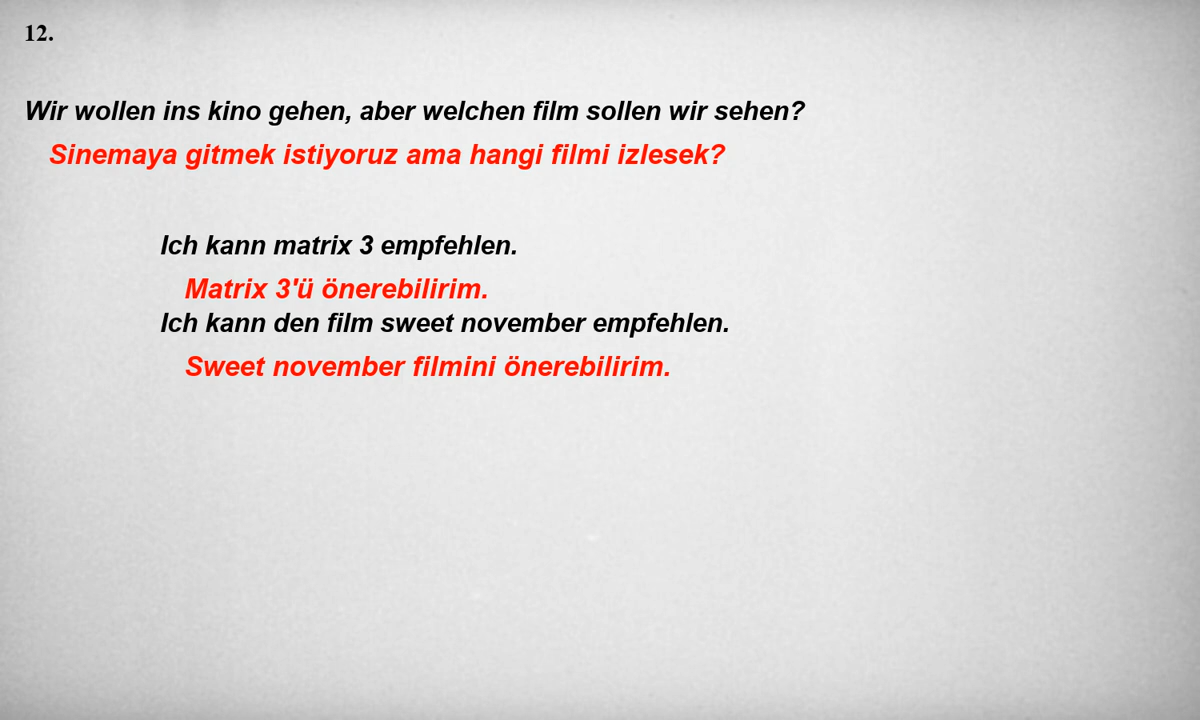 12.
Wir wollen ins kino gehen, aber welchen film sollen wir sehen?
Sinemaya gitmek istiyoruz ama hangi filmi izlesek?
Ich kann matrix 3 empfehlen.
Matrix 3'ü önerebilirim.
Ich kann den film sweet november empfehlen.
Sweet november filmini önerebilirim.